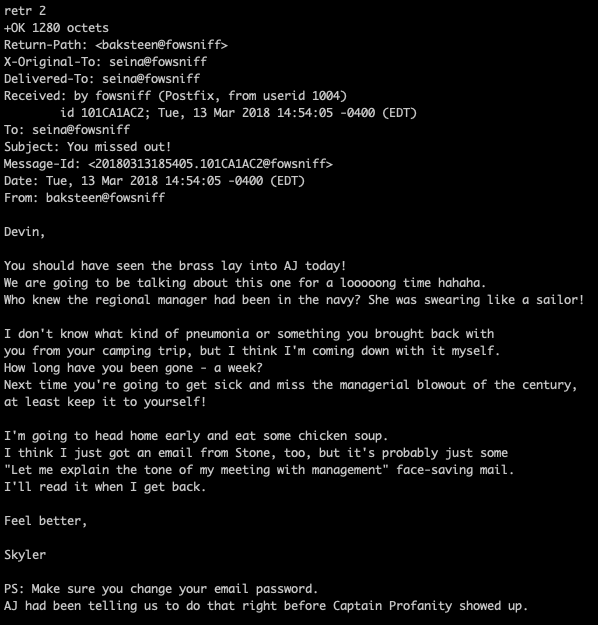 retr 2
+OK 1280 octets
Return-Path: <baksteen@fowsniff>
X-Original-To: seina@fowsniff
Delivered-To: seina@fowsniff
Received: by fowsniff (Postfix, from userid 1004)
        id 101CA1AC2; Tue, 13 Mar 2018 14:54:05 -0400 (EDT)
To: seina@fowsniff
Subject: You missed out!
Message-Id: <20180313185405.101CA1AC2@fowsniff>
Date: Tue, 13 Mar 2018 14:54:05 -0400 (EDT)
From: baksteen@fowsniff

Devin,

You should have seen the brass lay into AJ today!
We are going to be talking about this one for a looooong time hahaha.
Who knew the regional manager had been in the navy? She was swearing like a sailor!

I don't know what kind of pneumonia or something you brought back with
you from your camping trip, but I think I'm coming down with it myself.
How long have you been gone - a week?
Next time you're going to get sick and miss the managerial blowout of the century,
at least keep it to yourself!

I'm going to head home early and eat some chicken soup.
I think I just got an email from Stone, too, but it's probably just some
"Let me explain the tone of my meeting with management" face-saving mail.
I'll read it when I get back.

Feel better,

Skyler

PS: Make sure you change your email password.
AJ had been telling us to do that right before Captain Profanity showed up.